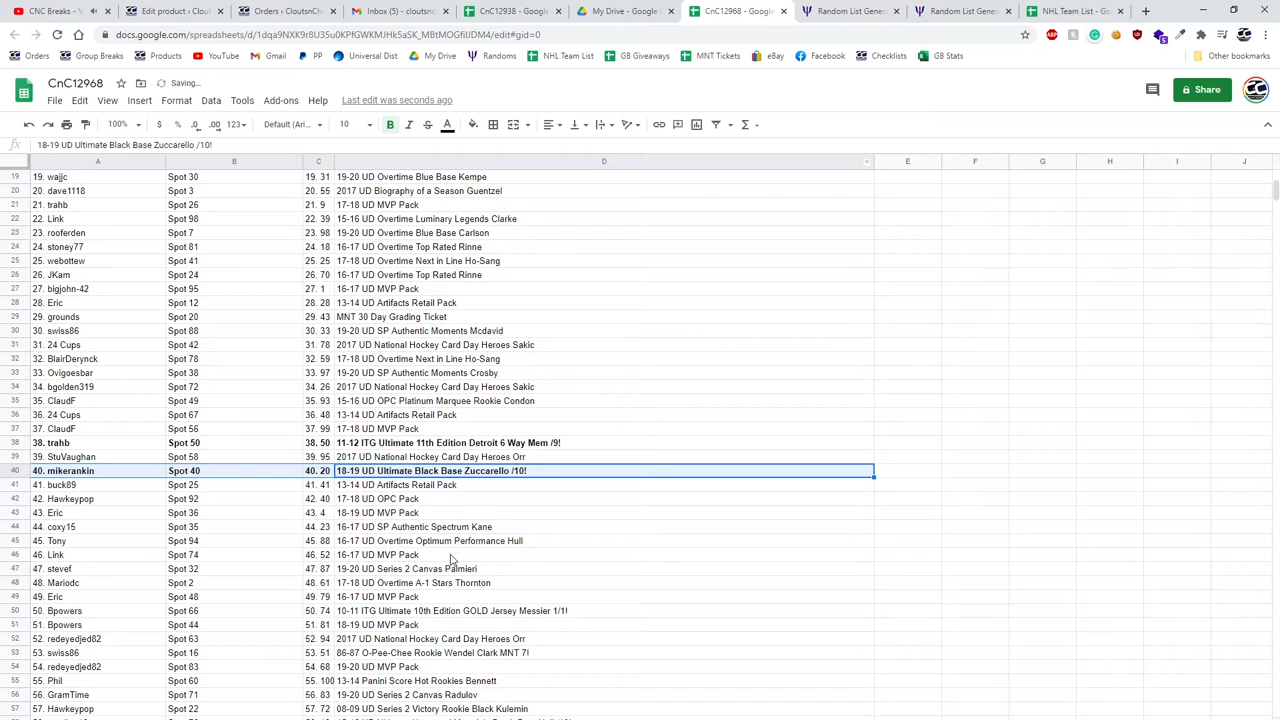 CNC Breaks - Y
Edit product ‹ CloutsnC
Orders ‹ CloutsnCh
Inbox (5) - cloutsno
CnC12938 - Google
My Drive - Google D
CnC12968 - Google
Random List Genera
Random List Genera
NHL Team List - Go
docs.google.com/spreadsheets/d/1dqa9NXK9r8U35u0KPfGWKMJHk5aSK_MBtMOGfiIJDM4/edit#gid=0
Orders Group Breaks Products YouTube Gmail PP Universal Dist My Drive Randoms NHL Team List GB Giveaways MNT Tickets eBay Facebook Checklists GB Stats Other bookmarks
CnC12968 Saving...
File Edit View Insert Format Data Tools Add-ons Help Last edit was seconds ago Share
100% $ % .0 .00 123 Default (Ari... 10 B I S A
fx 18-19 UD Ultimate Black Base Zuccarello /10!
A B C D E F G H I J
19 19. wajjc Spot 30 19. 31 19-20 UD Overtime Blue Base Kempe
20 20. dave1118 Spot 3 20. 55 2017 UD Biography of a Season Guentzel
21 21. trahb Spot 26 21. 9 17-18 UD MVP Pack
22 22. Link Spot 98 22. 39 15-16 UD Overtime Luminary Legends Clarke
23 23. rooferden Spot 7 23. 98 19-20 UD Overtime Blue Base Carlson
24 24. stoney77 Spot 81 24. 18 16-17 UD Overtime Top Rated Rinne
25 25. webottew Spot 41 25. 25 17-18 UD Overtime Next in Line Ho-Sang
26 26. JKam Spot 24 26. 70 16-17 UD Overtime Top Rated Rinne
27 27. bigjohn-42 Spot 95 27. 1 16-17 UD MVP Pack
28 28. Eric Spot 12 28. 28 13-14 UD Artifacts Retail Pack
29 29. grounds Spot 20 29. 43 MNT 30 Day Grading Ticket
30 30. swiss86 Spot 88 30. 33 19-20 UD SP Authentic Moments Mcdavid
31 31. 24 Cups Spot 42 31. 78 2017 UD National Hockey Card Day Heroes Sakic
32 32. BlairDerynck Spot 78 32. 59 17-18 UD Overtime Next in Line Ho-Sang
33 33. Ovigoesbar Spot 38 33. 97 19-20 UD SP Authentic Moments Crosby
34 34. bgolden319 Spot 72 34. 26 2017 UD National Hockey Card Day Heroes Sakic
35 35. ClaudF Spot 49 35. 93 15-16 UD OPC Platinum Marquee Rookie Condon
36 36. 24 Cups Spot 67 36. 48 13-14 UD Artifacts Retail Pack
37 37. ClaudF Spot 56 37. 99 17-18 UD MVP Pack
38 38. trahb Spot 50 38. 50 11-12 ITG Ultimate 11th Edition Detroit 6 Way Mem /9!
39 39. StuVaughan Spot 58 39. 95 2017 UD National Hockey Card Day Heroes Orr
40 40. mikerankin Spot 40 40. 20 18-19 UD Ultimate Black Base Zuccarello /10!
41 41. buck89 Spot 25 41. 41 13-14 UD Artifacts Retail Pack
42 42. Hawkeypop Spot 92 42. 40 17-18 UD OPC Pack
43 43. Eric Spot 36 43. 4 18-19 UD MVP Pack
44 44. coxy15 Spot 35 44. 23 16-17 UD SP Authentic Spectrum Kane
45 45. Tony Spot 94 45. 88 16-17 UD Overtime Optimum Performance Hull
46 46. Link Spot 74 46. 52 16-17 UD MVP Pack
47 47. stevef Spot 32 47. 87 19-20 UD Series 2 Canvas Palmieri
48 48. Mariodc Spot 2 48. 61 17-18 UD Overtime A-1 Stars Thornton
49 49. Eric Spot 48 49. 79 16-17 UD MVP Pack
50 50. Bpowers Spot 66 50. 74 10-11 ITG Ultimate 10th Edition GOLD Jersey Messier 1/1!
51 51. Bpowers Spot 44 51. 81 18-19 UD MVP Pack
52 52. redeyedjed82 Spot 63 52. 94 2017 UD National Hockey Card Day Heroes Orr
53 53. swiss86 Spot 16 53. 51 86-87 O-Pee-Chee Rookie Wendel Clark MNT 7!
54 54. redeyedjed82 Spot 83 54. 68 19-20 UD MVP Pack
55 55. Phil Spot 60 55. 100 13-14 Panini Score Hot Rookies Bennett
56 56. GramTime Spot 71 56. 83 19-20 UD Series 2 Canvas Radulov
57 57. Hawkeypop Spot 22 57. 72 08-09 UD Series 2 Victory Rookie Black Kulemin